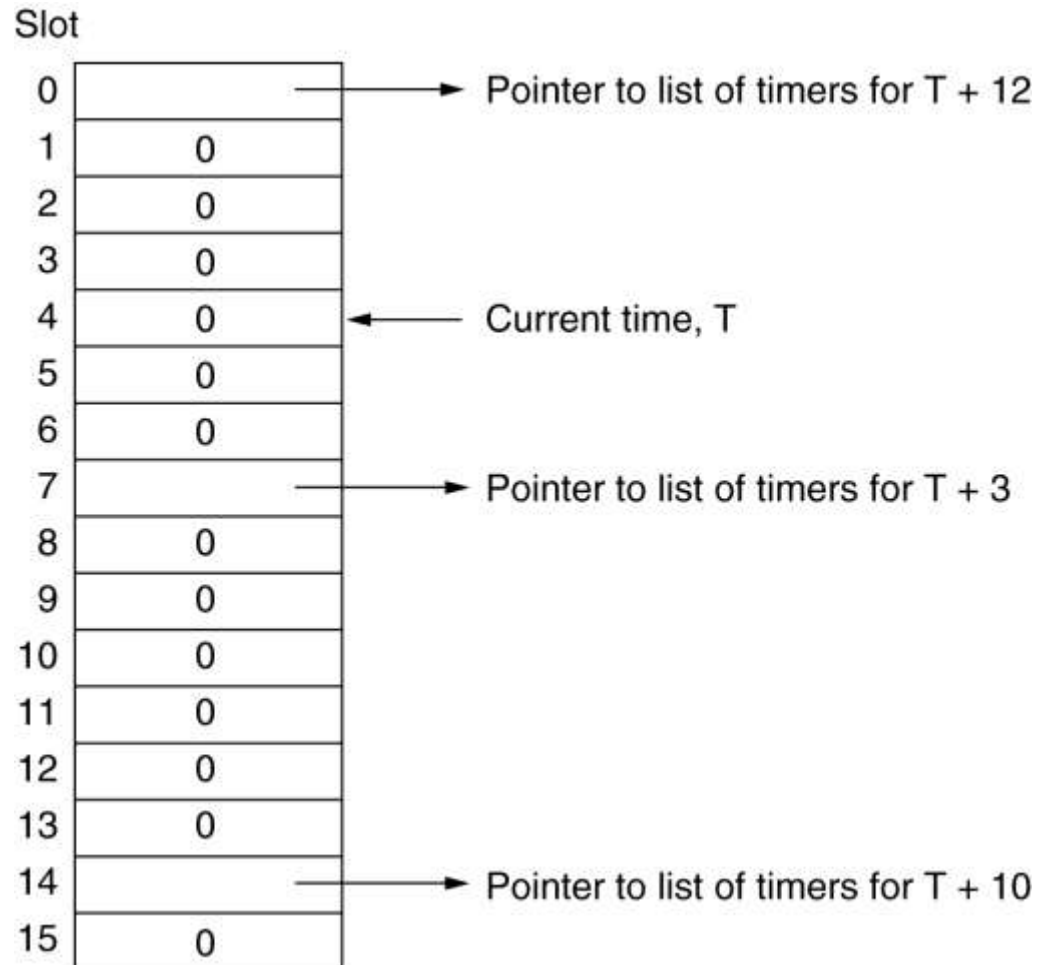 Slot
0 Pointer to list of timers for T + 12
1 0
2 0
3 0
4 0 Current time, T
5 0
6 0
7 Pointer to list of timers for T + 3
8 0
9 0
10 0
11 0
12 0
13 0
14 Pointer to list of timers for T + 10
15 0